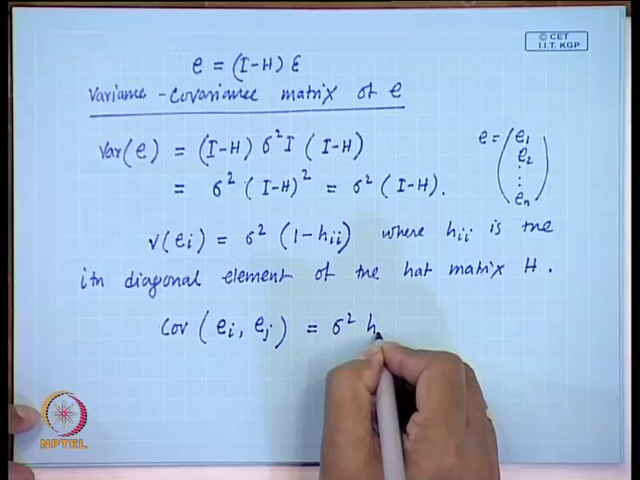 © CET
I.I.T. KGP
e = (I-H) ε
Variance - Covariance matrix of e
Var(e) = (I-H) σ²I (I-H)
= σ² (I-H)² = σ² (I-H).
e = (e₁ e₂ ⋮ eₙ)
V(eᵢ) = σ² (1-hᵢᵢ) where hᵢᵢ is the
ith diagonal element of the hat matrix H.
Cov (eᵢ, eⱼ) = σ² h
NPTEL